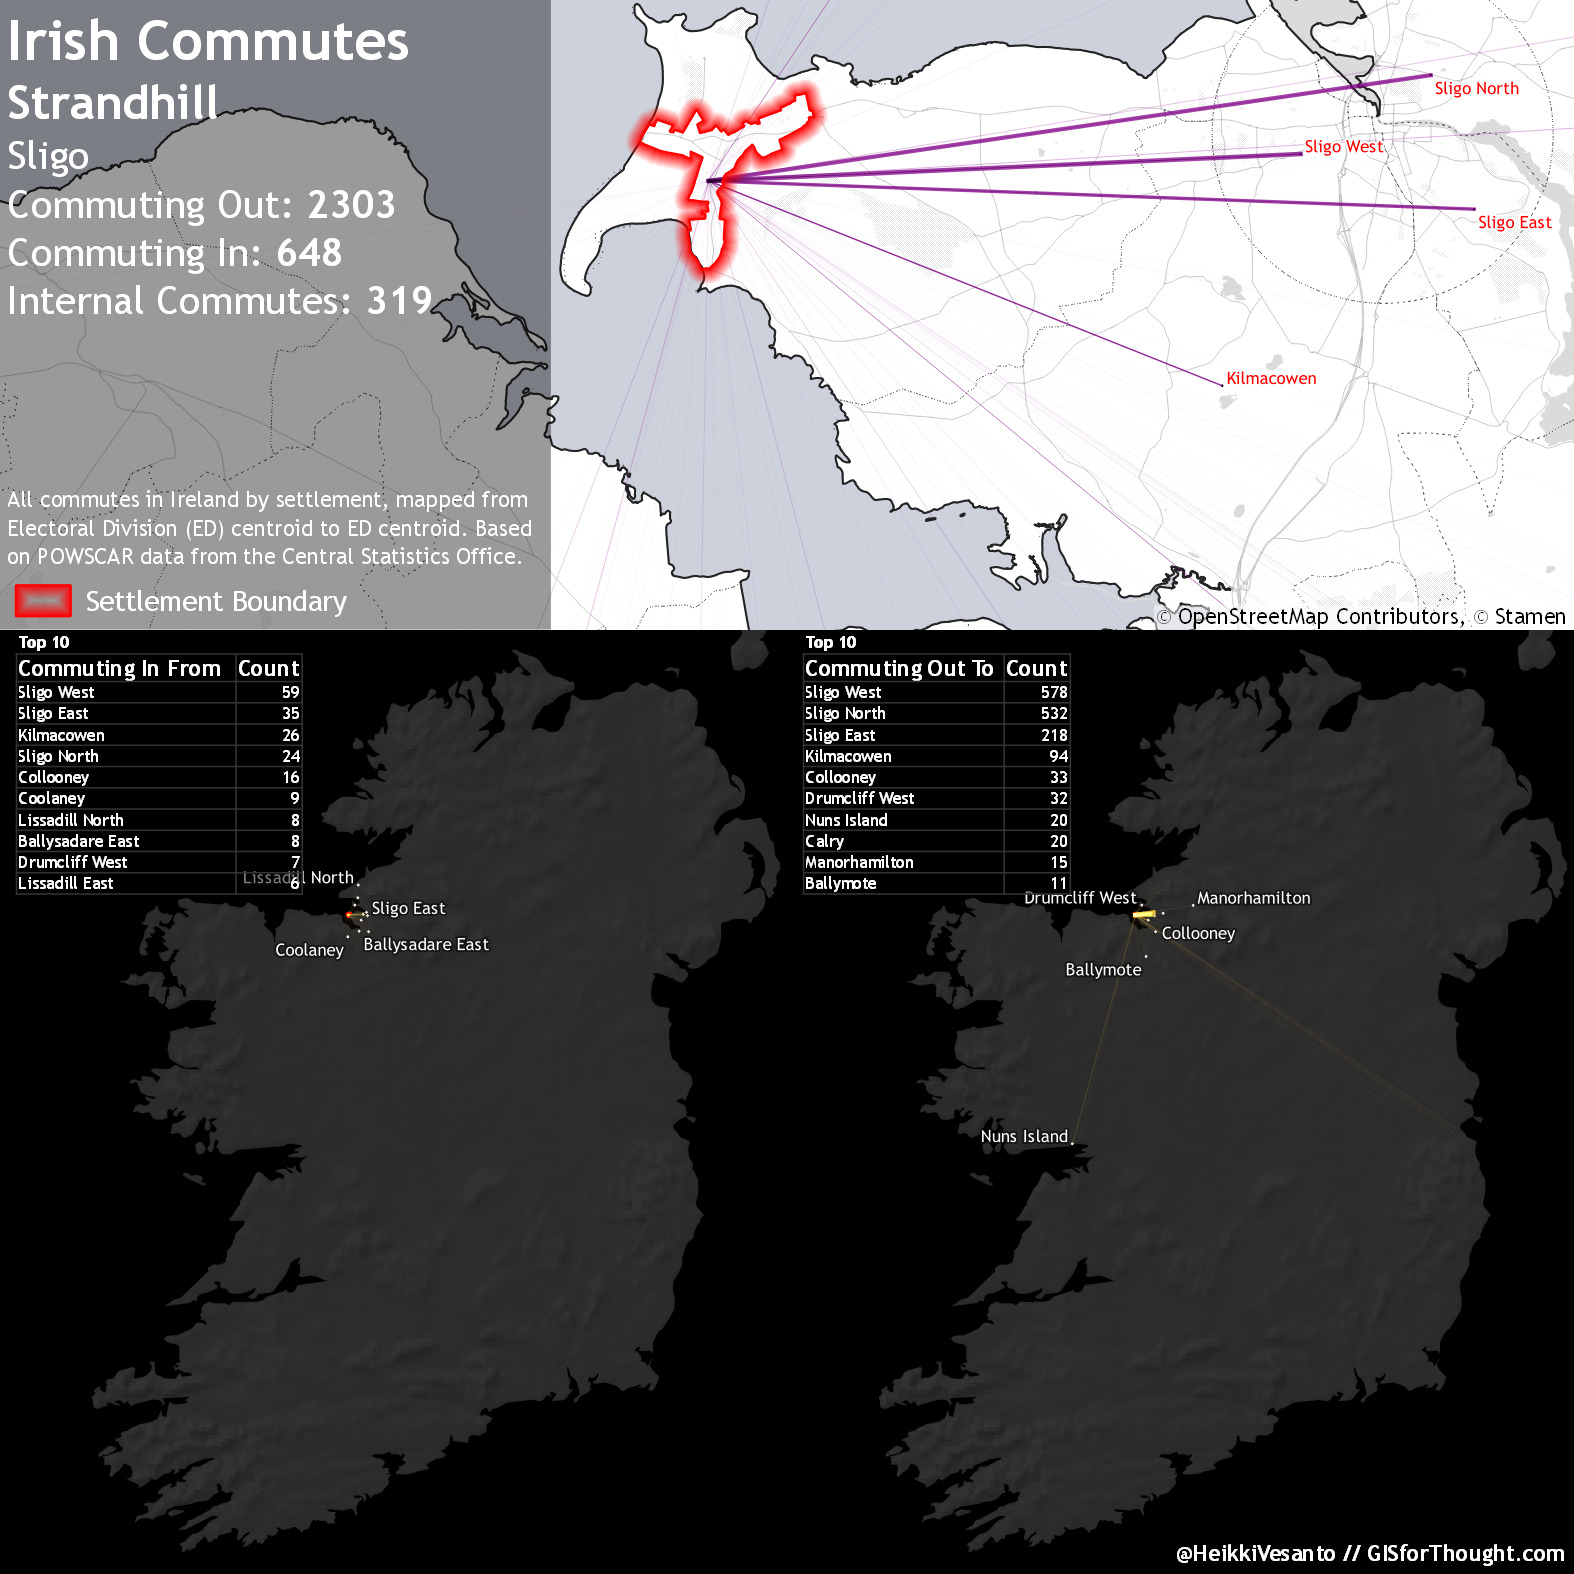 Irish Commutes
Strandhill
Sligo
Commuting Out: 2303
Commuting In: 648
Internal Commutes: 319
All commutes in Ireland by settlement, mapped from
Electoral Division (ED) centroid to ED centroid. Based
on POWSCAR data from the Central Statistics Office.
Settlement Boundary
Sligo North
Sligo West
Sligo East
Kilmacowen
© OpenStreetMap Contributors, © Stamen
Top 10
Commuting In From Count
Sligo West 59
Sligo East 35
Kilmacowen 26
Sligo North 24
Collooney 16
Coolaney 9
Lissadill North 8
Ballysadare East 8
Drumcliff West 7
Lissadill East 6
Lissadill North
Sligo East
Ballysadare East
Coolaney
Top 10
Commuting Out To Count
Sligo West 578
Sligo North 532
Sligo East 218
Kilmacowen 94
Collooney 33
Drumcliff West 32
Nuns Island 20
Calry 20
Manorhamilton 15
Ballymote 11
Drumcliff West
Manorhamilton
Collooney
Ballymote
Nuns Island
@HeikkiVesanto // GISforThought.com